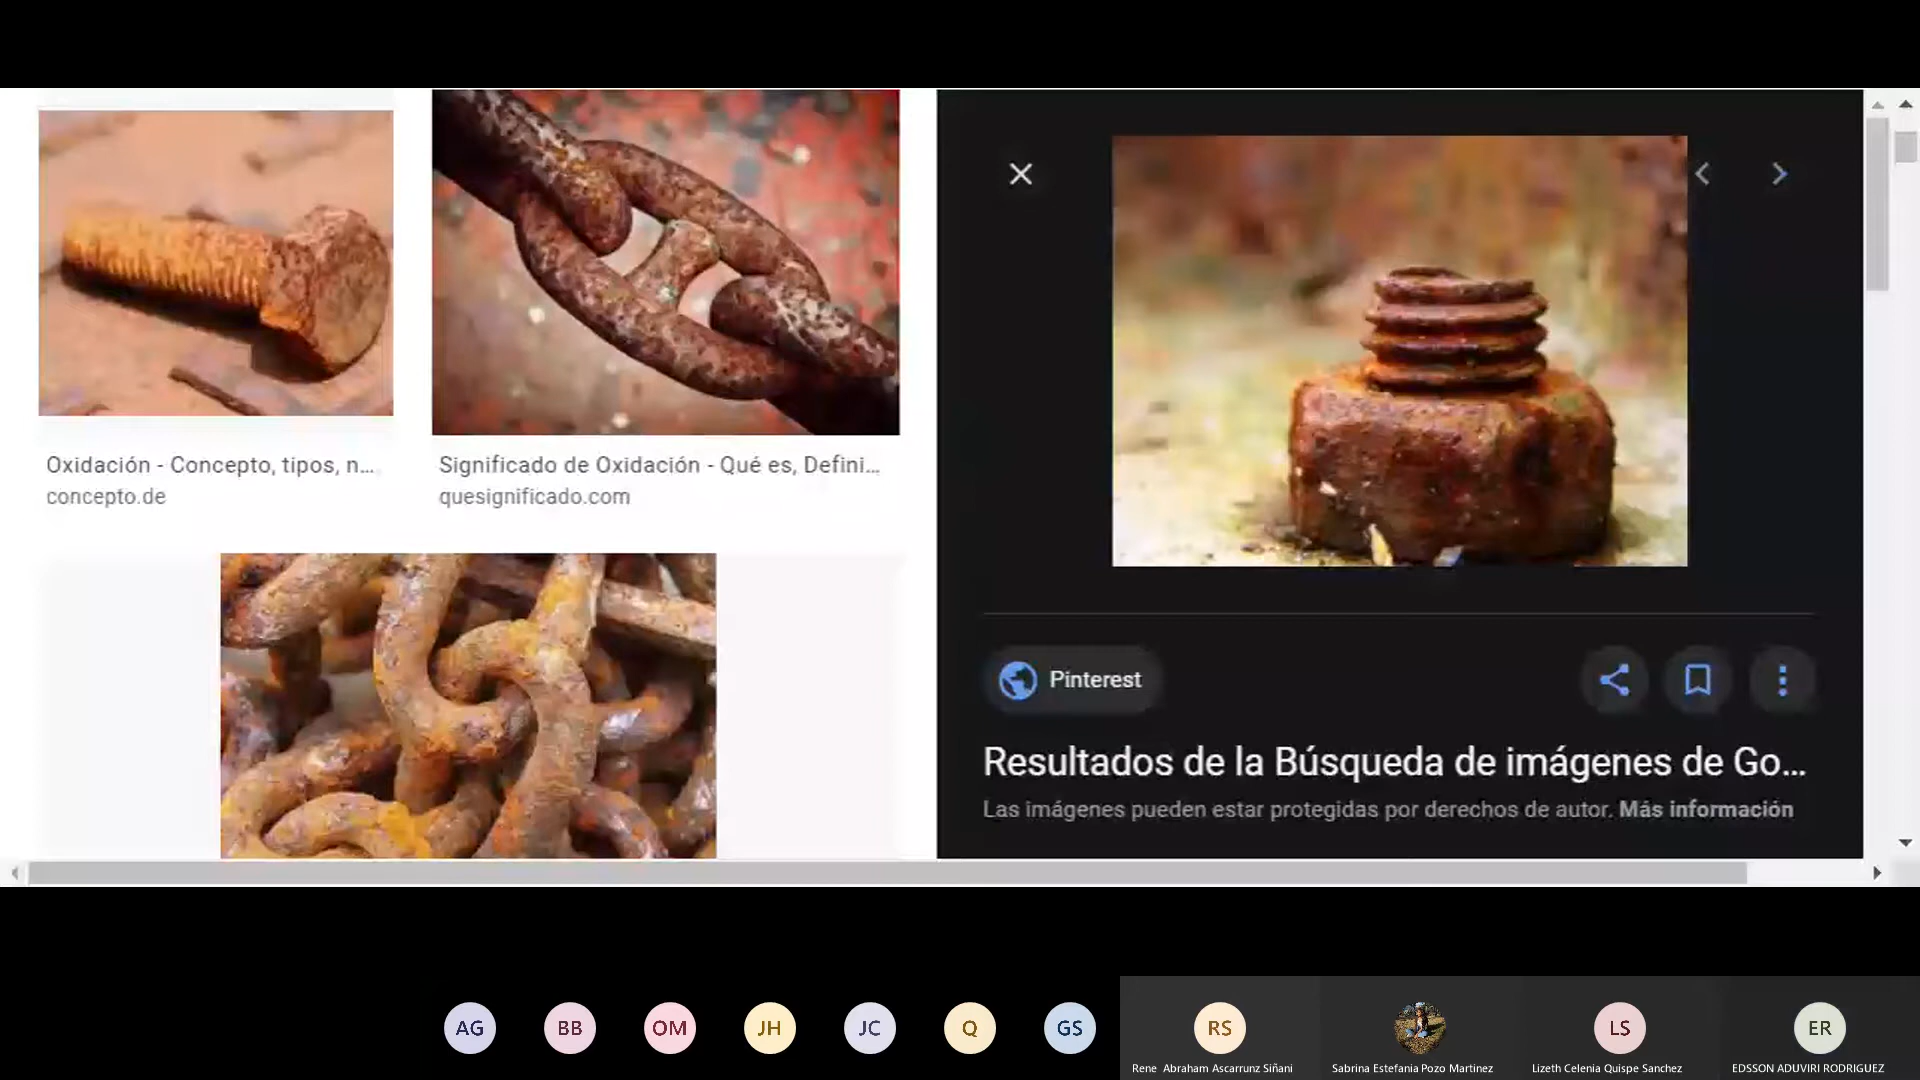 Oxidación - Concepto, tipos, n...
concepto.de
Significado de Oxidación - Qué es, Defini...
quesignificado.com
Pinterest
Resultados de la Búsqueda de imágenes de Go...
Las imágenes pueden estar protegidas por derechos de autor. Más información
AG
BB
OM
JH
JC
Q
GS
RS
LS
ER
Rene Abraham Ascarrunz Siñani
Sabrina Estefania Pozo Martinez
Lizeth Celenia Quispe Sanchez
EDSSON ADUVIRI RODRIGUEZ